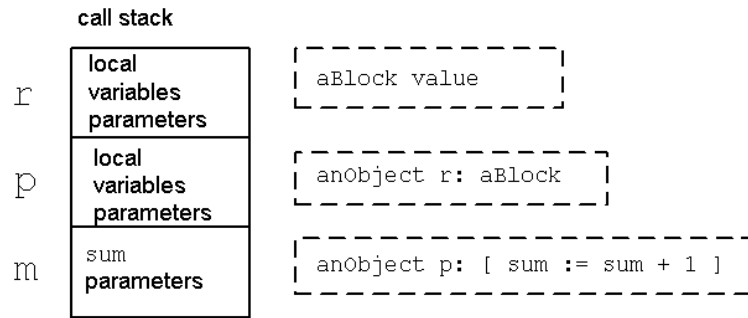 call stack
r
local
variables
parameters
aBlock value
p
local
variables
parameters
anObject r: aBlock
m
sum
parameters
anObject p: [ sum := sum + 1 ]